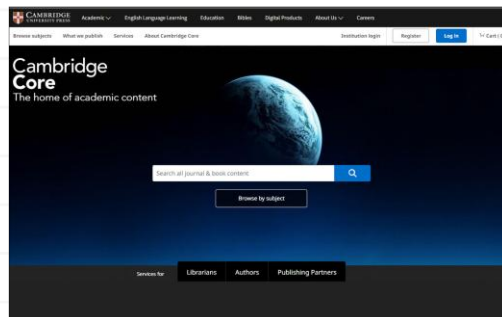 CAMBRIDGE Academic English Language Learning Education Bibles Digital Products About Us Careers
UNIVERSITY PRESS
Browse subjects What we publish Services About Cambridge Core Institution login Register Log in Cart
Cambridge
Core
The home of academic content
Search all journal & book content
Browse by subject
Services for Librarians Authors Publishing Partners